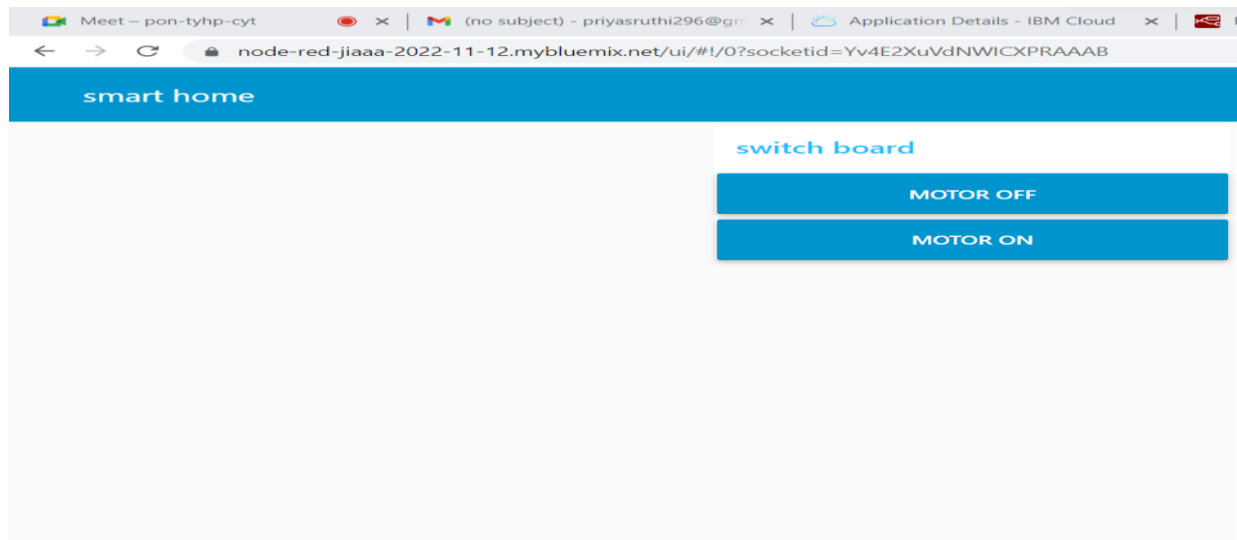 Meet – pon-tyhp-cyt (no subject) - priyasruthi296@gm Application Details - IBM Cloud
node-red-jiaaa-2022-11-12.mybluemix.net/ui/#!/0?socketid=Yv4E2XuVdNWICXPRAAAB
smart home
switch board
MOTOR OFF
MOTOR ON